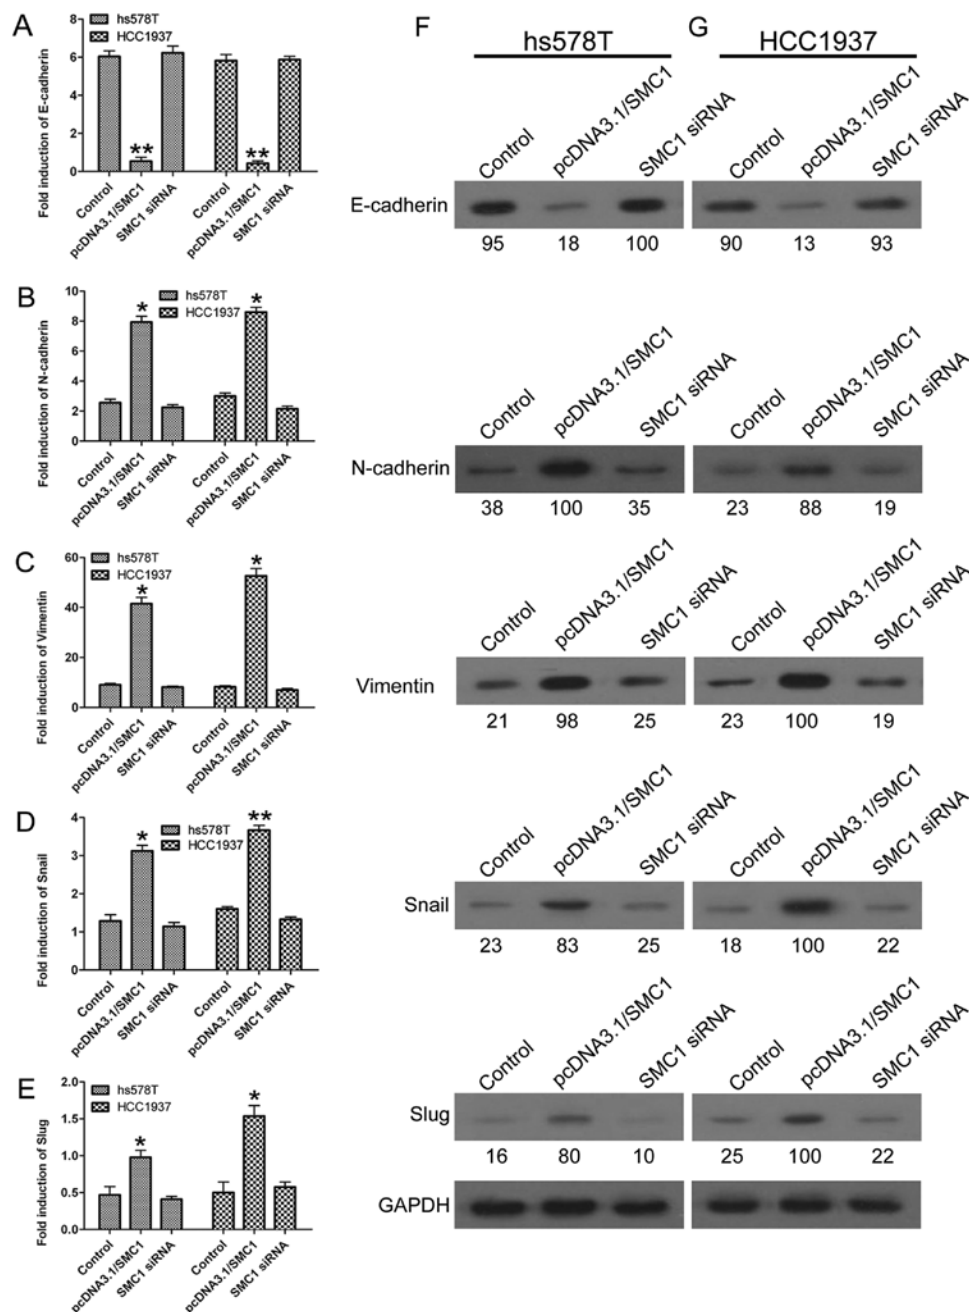 A
Fold induction of E-cadherin
8
6
4
2
0
hs578T
HCC1937
**
**
Control
pcDNA3.1/SMC1
SMC1 siRNA
Control
pcDNA3.1/SMC1
SMC1 siRNA
B
Fold induction of N-cadherin
10
8
6
4
2
0
hs578T
HCC1937
*
*
Control
pcDNA3.1/SMC1
SMC1 siRNA
Control
pcDNA3.1/SMC1
SMC1 siRNA
C
Fold induction of Vimentin
60
40
20
0
hs578T
HCC1937
*
*
Control
pcDNA3.1/SMC1
SMC1 siRNA
Control
pcDNA3.1/SMC1
SMC1 siRNA
D
Fold induction of Snail
4
3
2
1
0
hs578T
HCC1937
*
**
Control
pcDNA3.1/SMC1
SMC1 siRNA
Control
pcDNA3.1/SMC1
SMC1 siRNA
E
Fold induction of Slug
2.0
1.5
1.0
0.5
0.0
hs578T
HCC1937
*
*
Control
pcDNA3.1/SMC1
SMC1 siRNA
Control
pcDNA3.1/SMC1
SMC1 siRNA
F
hs578T
G
HCC1937
Control
pcDNA3.1/SMC1
SMC1 siRNA
Control
pcDNA3.1/SMC1
SMC1 siRNA
E-cadherin
95 18 100 90 13 93
Control
pcDNA3.1/SMC1
SMC1 siRNA
Control
pcDNA3.1/SMC1
SMC1 siRNA
N-cadherin
38 100 35 23 88 19
Control
pcDNA3.1/SMC1
SMC1 siRNA
Control
pcDNA3.1/SMC1
SMC1 siRNA
Vimentin
21 98 25 23 100 19
Control
pcDNA3.1/SMC1
SMC1 siRNA
Control
pcDNA3.1/SMC1
SMC1 siRNA
Snail
23 83 25 18 100 22
Control
pcDNA3.1/SMC1
SMC1 siRNA
Control
pcDNA3.1/SMC1
SMC1 siRNA
Slug
16 80 10 25 100 22
GAPDH